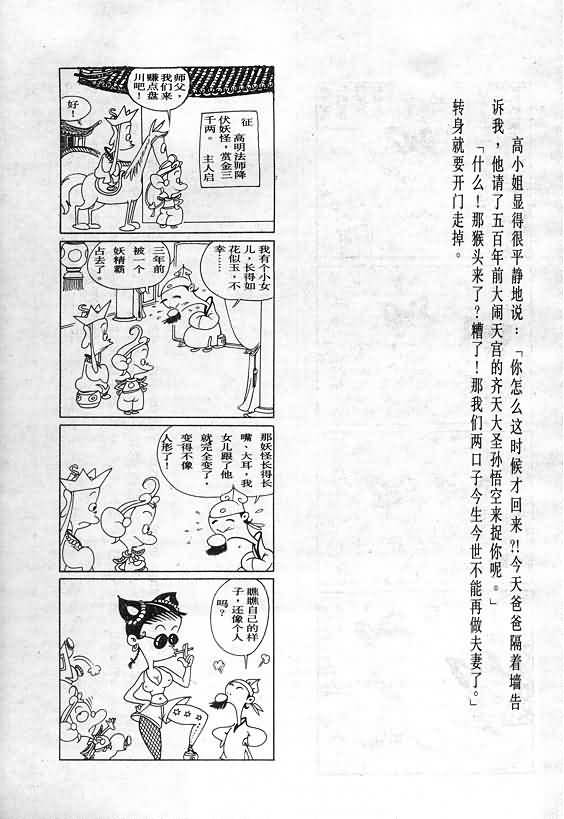 高小姐显得很平静地说：「你怎么这时候才回来?!今天爸爸隔着墙告
诉我，他请了五百年前大闹天宫的齐天大圣孙悟空来捉你呢。」
「什么！那猴头来了？糟了！那我们两口子今生今世不能再做夫妻了。」
转身就要开门走掉。
师父，
我们来
赚点盘
川吧！
好！
征
高明法师降
伏妖怪，赏金三
千两。
主人启
我有个小女
儿，长得如
花似玉，不
幸……
三年前
被一个
妖精霸
占去了。
那妖怪长得长
嘴、大耳，我
女儿跟了他
就完全变了，
变得不像
人形了！
瞧瞧自己的样
子，还像个人
吗？